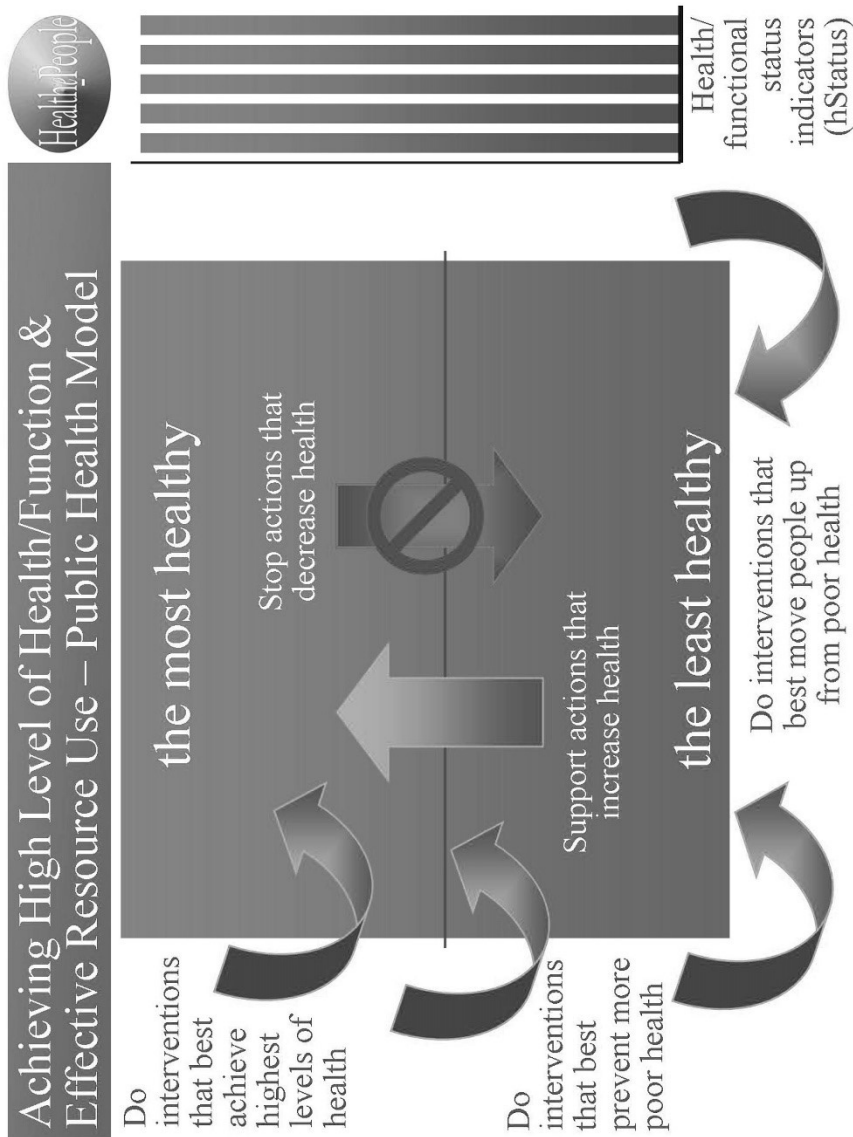 Achieving High Level of Health/Function &
Effective Resource Use – Public Health Model
HealthePeople
Do
interventions
that best
achieve
highest
levels of
health
Do
interventions
that best
prevent more
poor health
the most healthy
Stop actions that
decrease health
Support actions that
increase health
the least healthy
Do interventions that
best move people up
from poor health
Health/
functional
status
indicators
(hStatus)